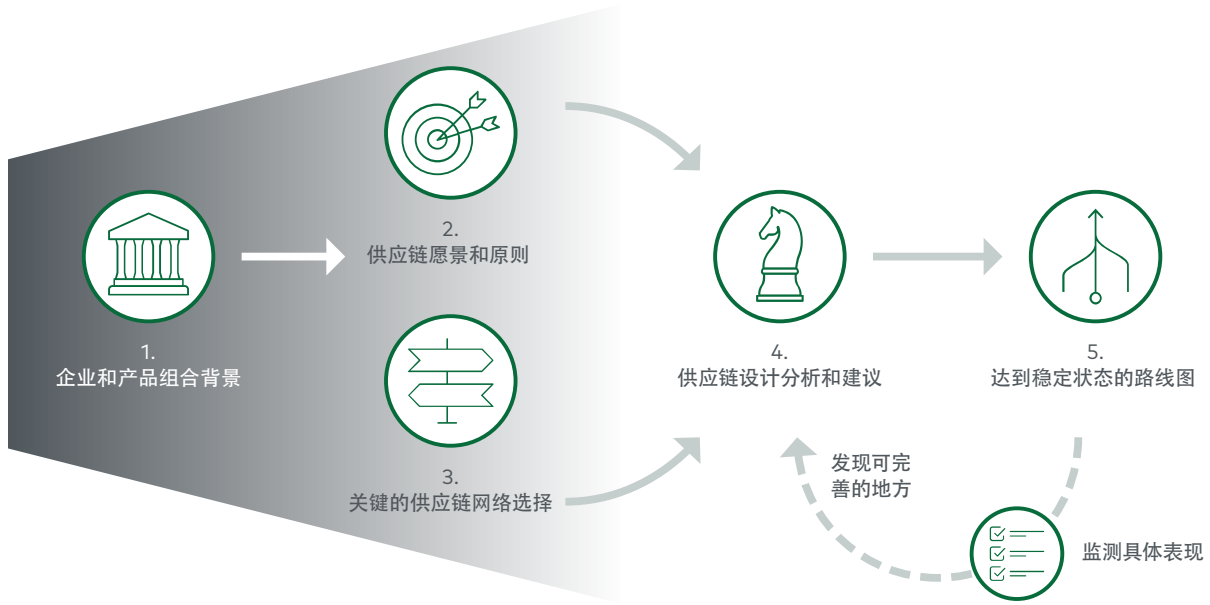 1.
企业和产品组合背景
2.
供应链愿景和原则
3.
关键的供应链网络选择
4.
供应链设计分析和建议
5.
达到稳定状态的路线图
发现可完
善的地方
监测具体表现